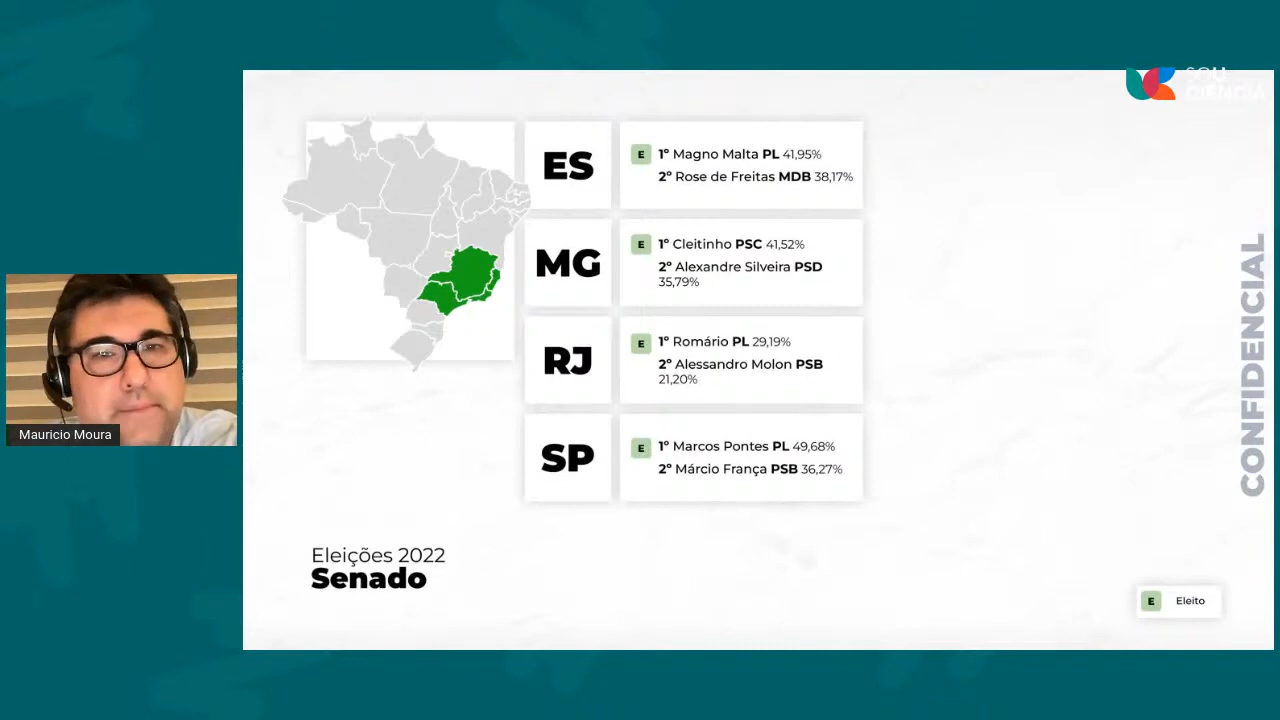 SOU
CIÊNCIA
ES
E 1º Magno Malta PL 41,95%
2º Rose de Freitas MDB 38,17%
MG
E 1º Cleitinho PSC 41,52%
2º Alexandre Silveira PSD
35,79%
RJ
E 1º Romário PL 29,19%
2º Alessandro Molon PSB
21,20%
SP
E 1º Marcos Pontes PL 49,68%
2º Márcio França PSB 36,27%
Mauricio Moura
CONFIDENCIAL
Eleições 2022
Senado
E Eleito